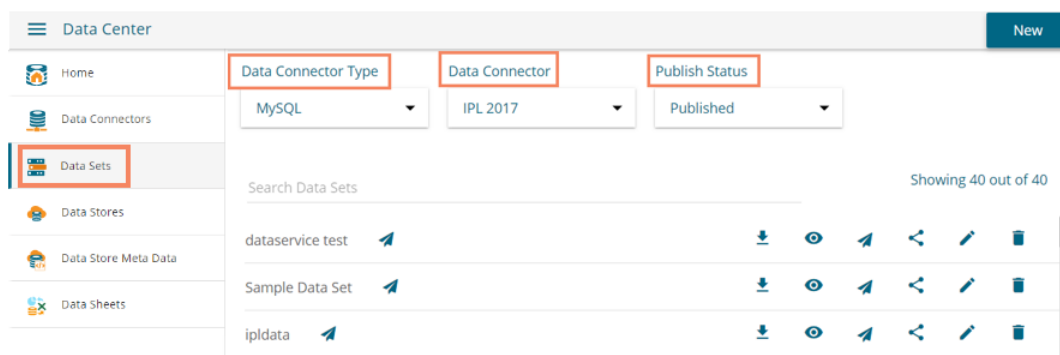 Data Center
New
Home
Data Connectors
Data Sets
Data Stores
Data Store Meta Data
Data Sheets
Data Connector Type
Data Connector
Publish Status
MySQL
IPL 2017
Published
Search Data Sets
Showing 40 out of 40
dataservice test
Sample Data Set
ipldata